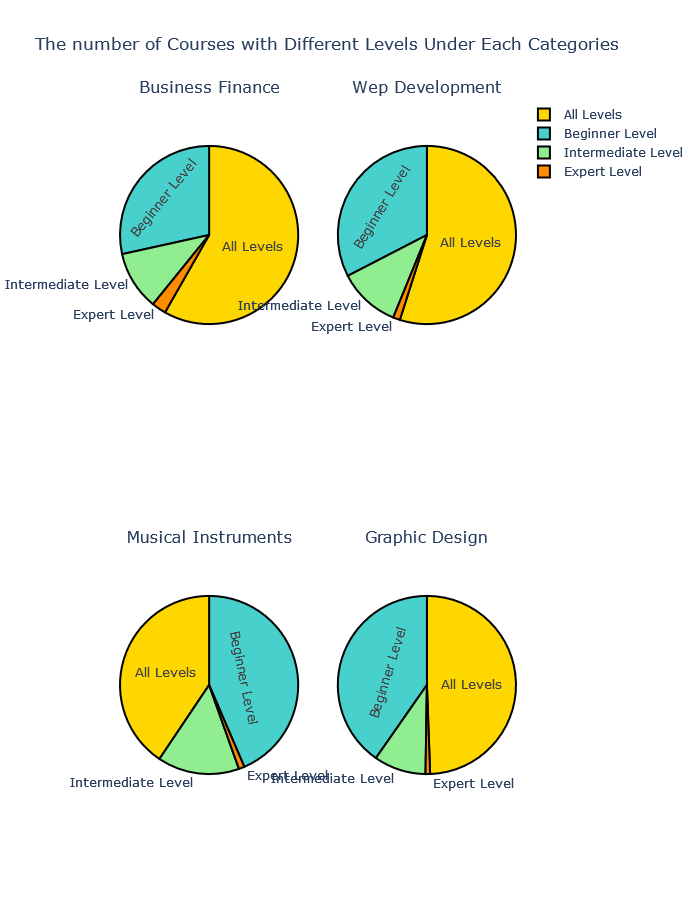 The number of Courses with Different Levels Under Each Categories
Business Finance
Wep Development
All Levels
Beginner Level
Intermediate Level
Expert Level
Beginner Level
All Levels
Intermediate Level
Expert Level
Beginner Level
All Levels
Intermediate Level
Expert Level
Musical Instruments
Graphic Design
All Levels
Beginner Level
Intermediate Level
Expert Level
Beginner Level
All Levels
Intermediate Level
Expert Level